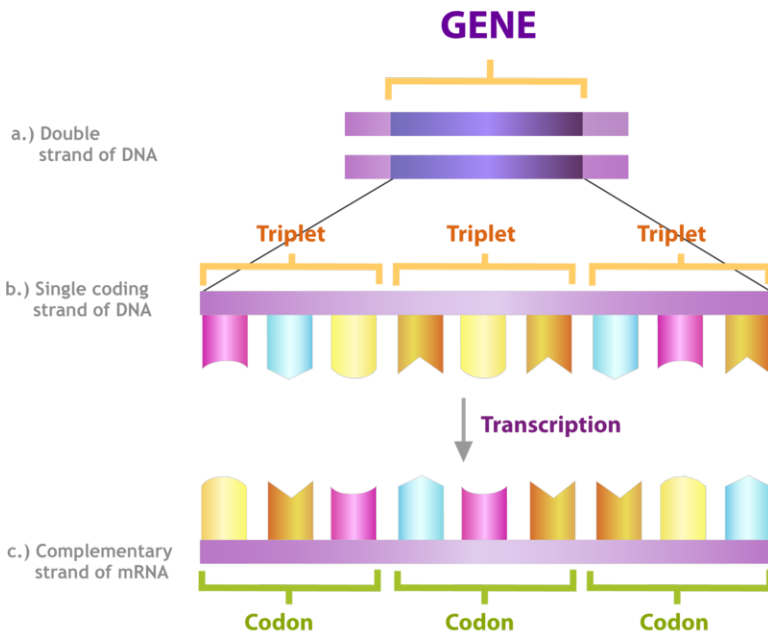 GENE
a.) Double
strand of DNA
Triplet
Triplet
Triplet
b.) Single coding
strand of DNA
Transcription
c.) Complementary
strand of mRNA
Codon
Codon
Codon